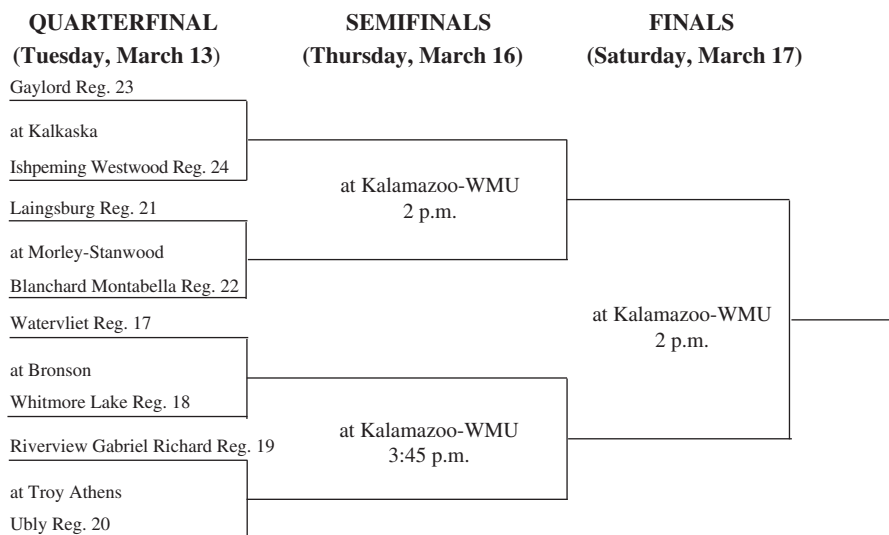 QUARTERFINAL
(Tuesday, March 13)
SEMIFINALS
(Thursday, March 16)
FINALS
(Saturday, March 17)
Gaylord Reg. 23
at Kalkaska
Ishpeming Westwood Reg. 24
Laingsburg Reg. 21
at Morley-Stanwood
Blanchard Montabella Reg. 22
Watervliet Reg. 17
at Bronson
Whitmore Lake Reg. 18
Riverview Gabriel Richard Reg. 19
at Troy Athens
Ubly Reg. 20
at Kalamazoo-WMU
2 p.m.
at Kalamazoo-WMU
3:45 p.m.
at Kalamazoo-WMU
2 p.m.